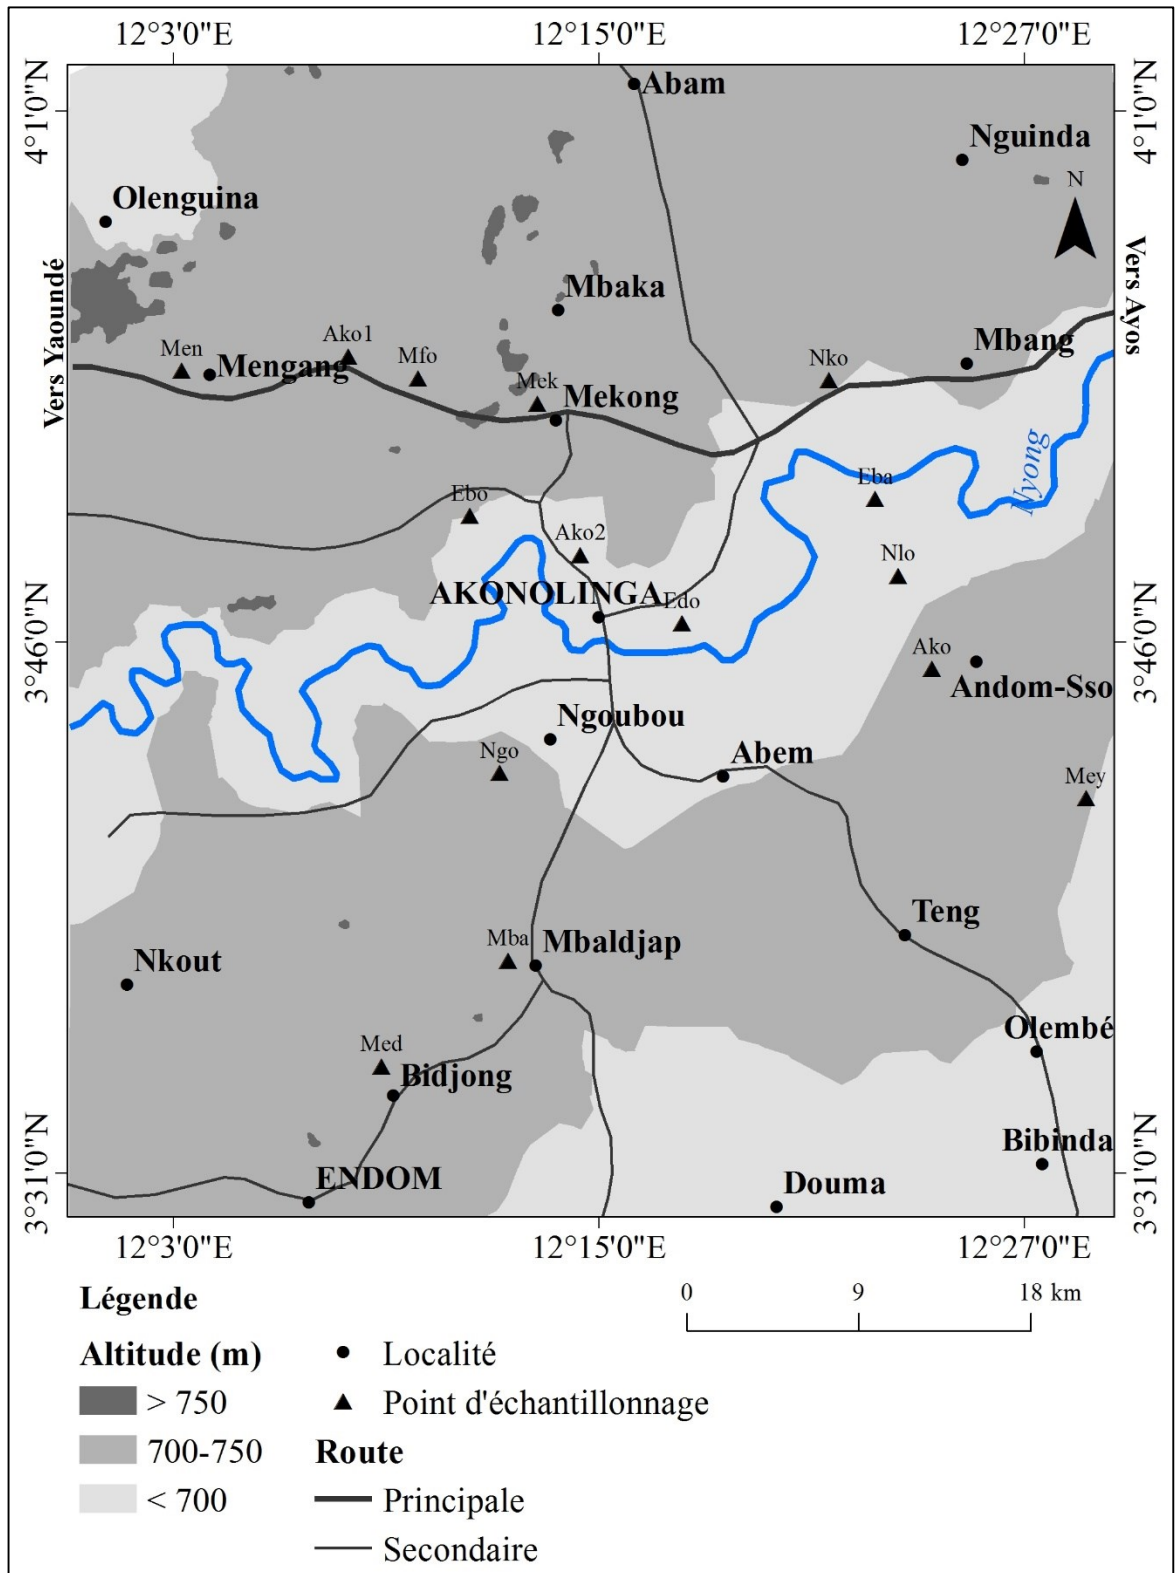 12°3'0"E 12°15'0"E 12°27'0"E
4°1'0"N 4°1'0"N
Abam
Nguinda
N
Olenguina
Vers Yaoundé
Vers Ayos
Mbaka
Men
Mengang
Ako1
Mfo
Mek
Mekong
Nko
Mbang
Nyong
Eba
Ebo
Ako2
Nlo
AKONOLINGA
Edo
3°46'0"N 3°46'0"N
Ako
Andom-Sso
Ngoubou
Ngo
Abem
Mey
Teng
Mba
Mbaldjap
Nkout
Olembé
Med
Bidjong
Bibinda
3°31'0"N 3°31'0"N
ENDOM
Douma
12°3'0"E 12°15'0"E 12°27'0"E
Légende
0 9 18 km
Altitude (m)
> 750
700-750
< 700
Localité
Point d'échantillonnage
Route
Principale
Secondaire